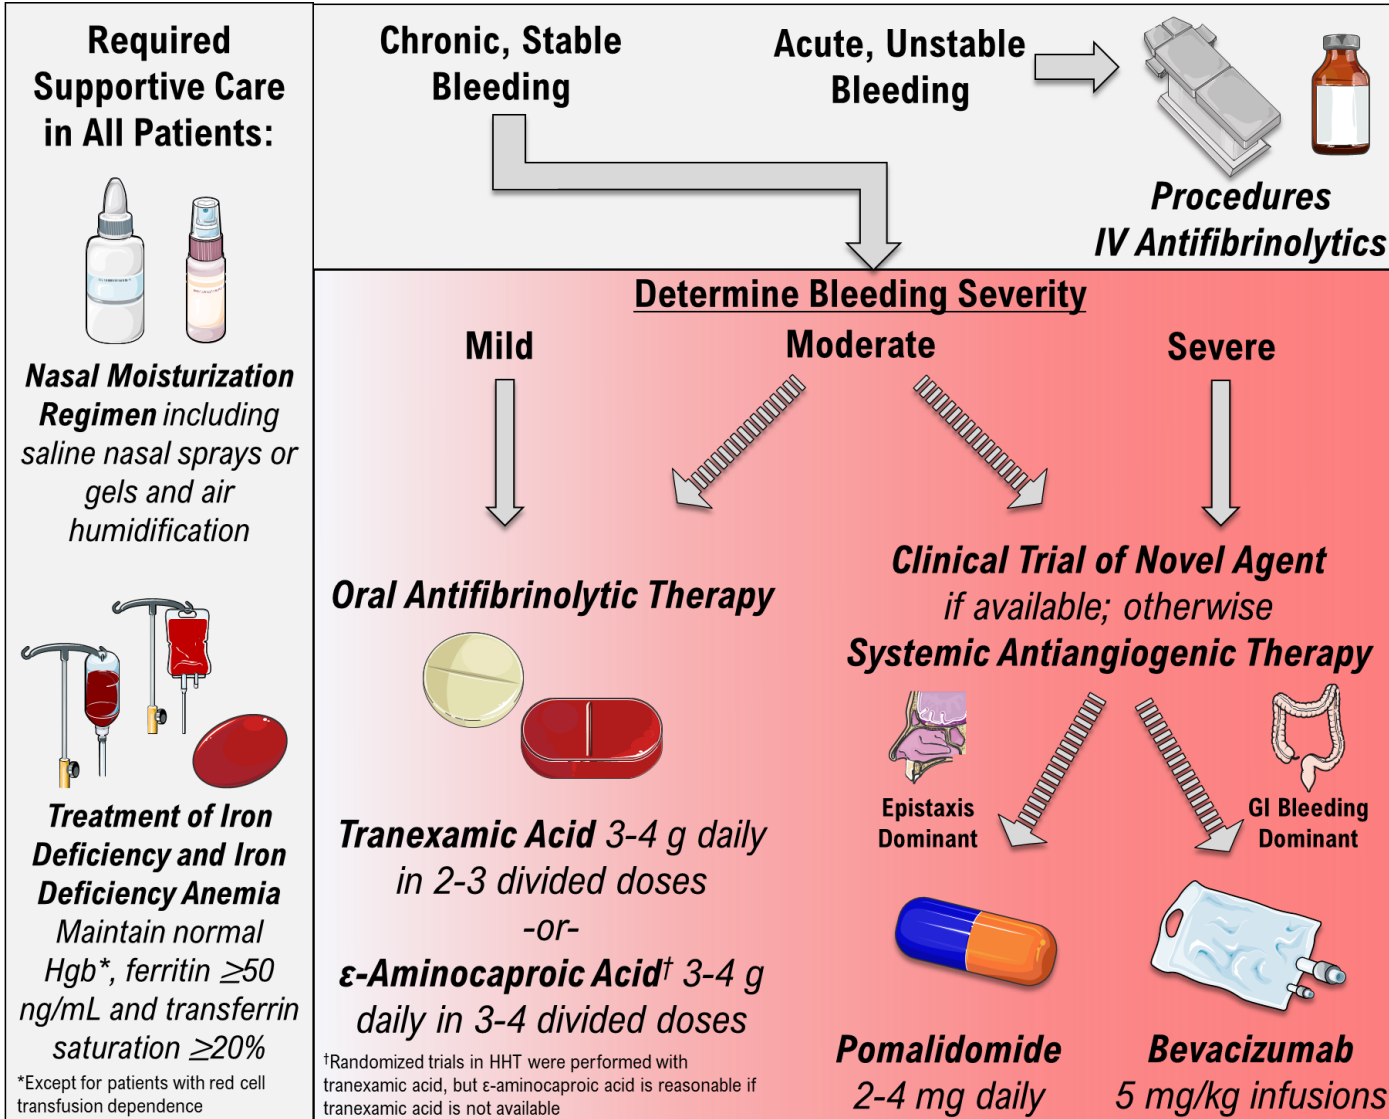 Required
Supportive Care
in All Patients:
Nasal Moisturization
Regimen including
saline nasal sprays or
gels and air
humidification
Treatment of Iron
Deficiency and Iron
Deficiency Anemia
Maintain normal
Hgb*, ferritin ≥50
ng/mL and transferrin
saturation ≥20%
*Except for patients with red cell
transfusion dependence
Chronic, Stable
Bleeding
Acute, Unstable
Bleeding
Procedures
IV Antifibrinolytics
Determine Bleeding Severity
Mild
Moderate
Severe
Oral Antifibrinolytic Therapy
Tranexamic Acid 3-4 g daily
in 2-3 divided doses
-or-
ε-Aminocaproic Acid† 3-4 g
daily in 3-4 divided doses
†Randomized trials in HHT were performed with
tranexamic acid, but ε-aminocaproic acid is reasonable if
tranexamic acid is not available
Clinical Trial of Novel Agent
if available; otherwise
Systemic Antiangiogenic Therapy
Epistaxis
Dominant
GI Bleeding
Dominant
Pomalidomide
2-4 mg daily
Bevacizumab
5 mg/kg infusions